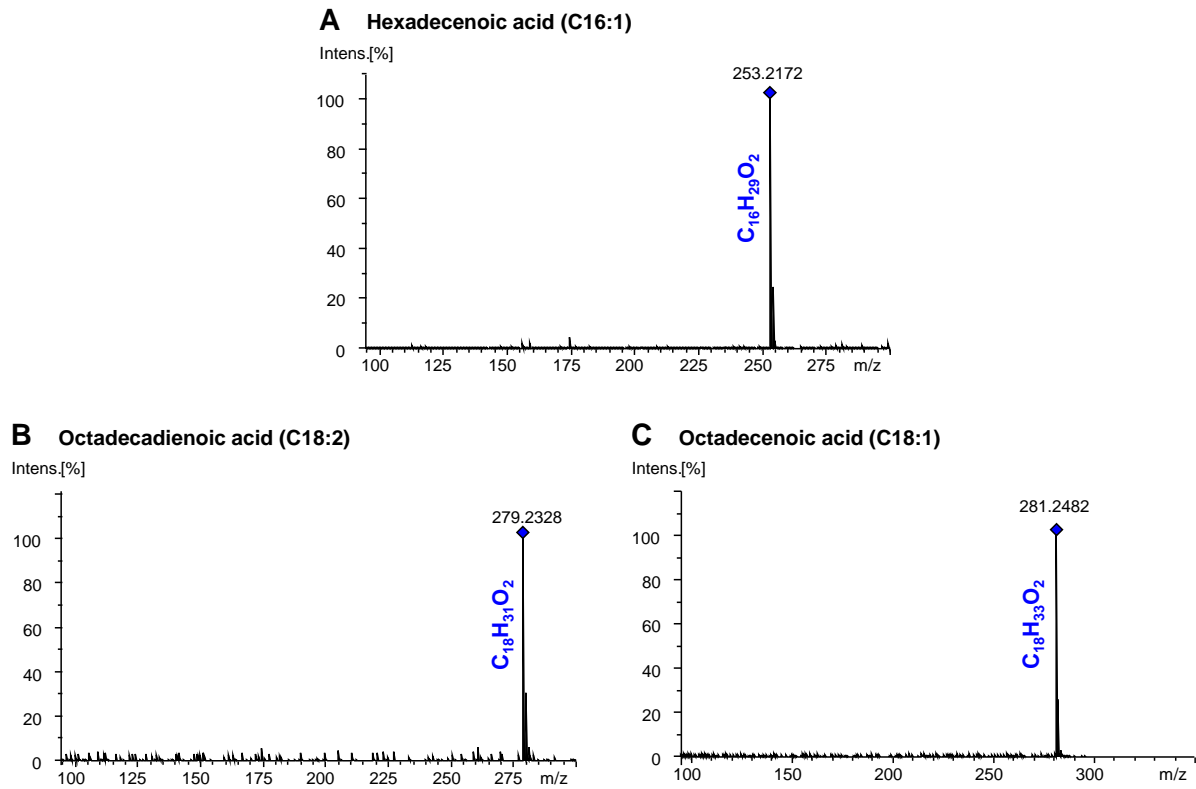 A Hexadecenoic acid (C16:1)
Intens.[%]
253.2172
100
80
60
40
20
0
C₁₆H₂₉O₂
100 125 150 175 200 225 250 275 m/z
B Octadecadienoic acid (C18:2)
Intens.[%]
279.2328
100
80
60
40
20
0
C₁₈H₃₁O₂
100 125 150 175 200 225 250 275 m/z
C Octadecenoic acid (C18:1)
Intens.[%]
281.2482
100
80
60
40
20
0
C₁₈H₃₃O₂
100 150 200 250 300 m/z